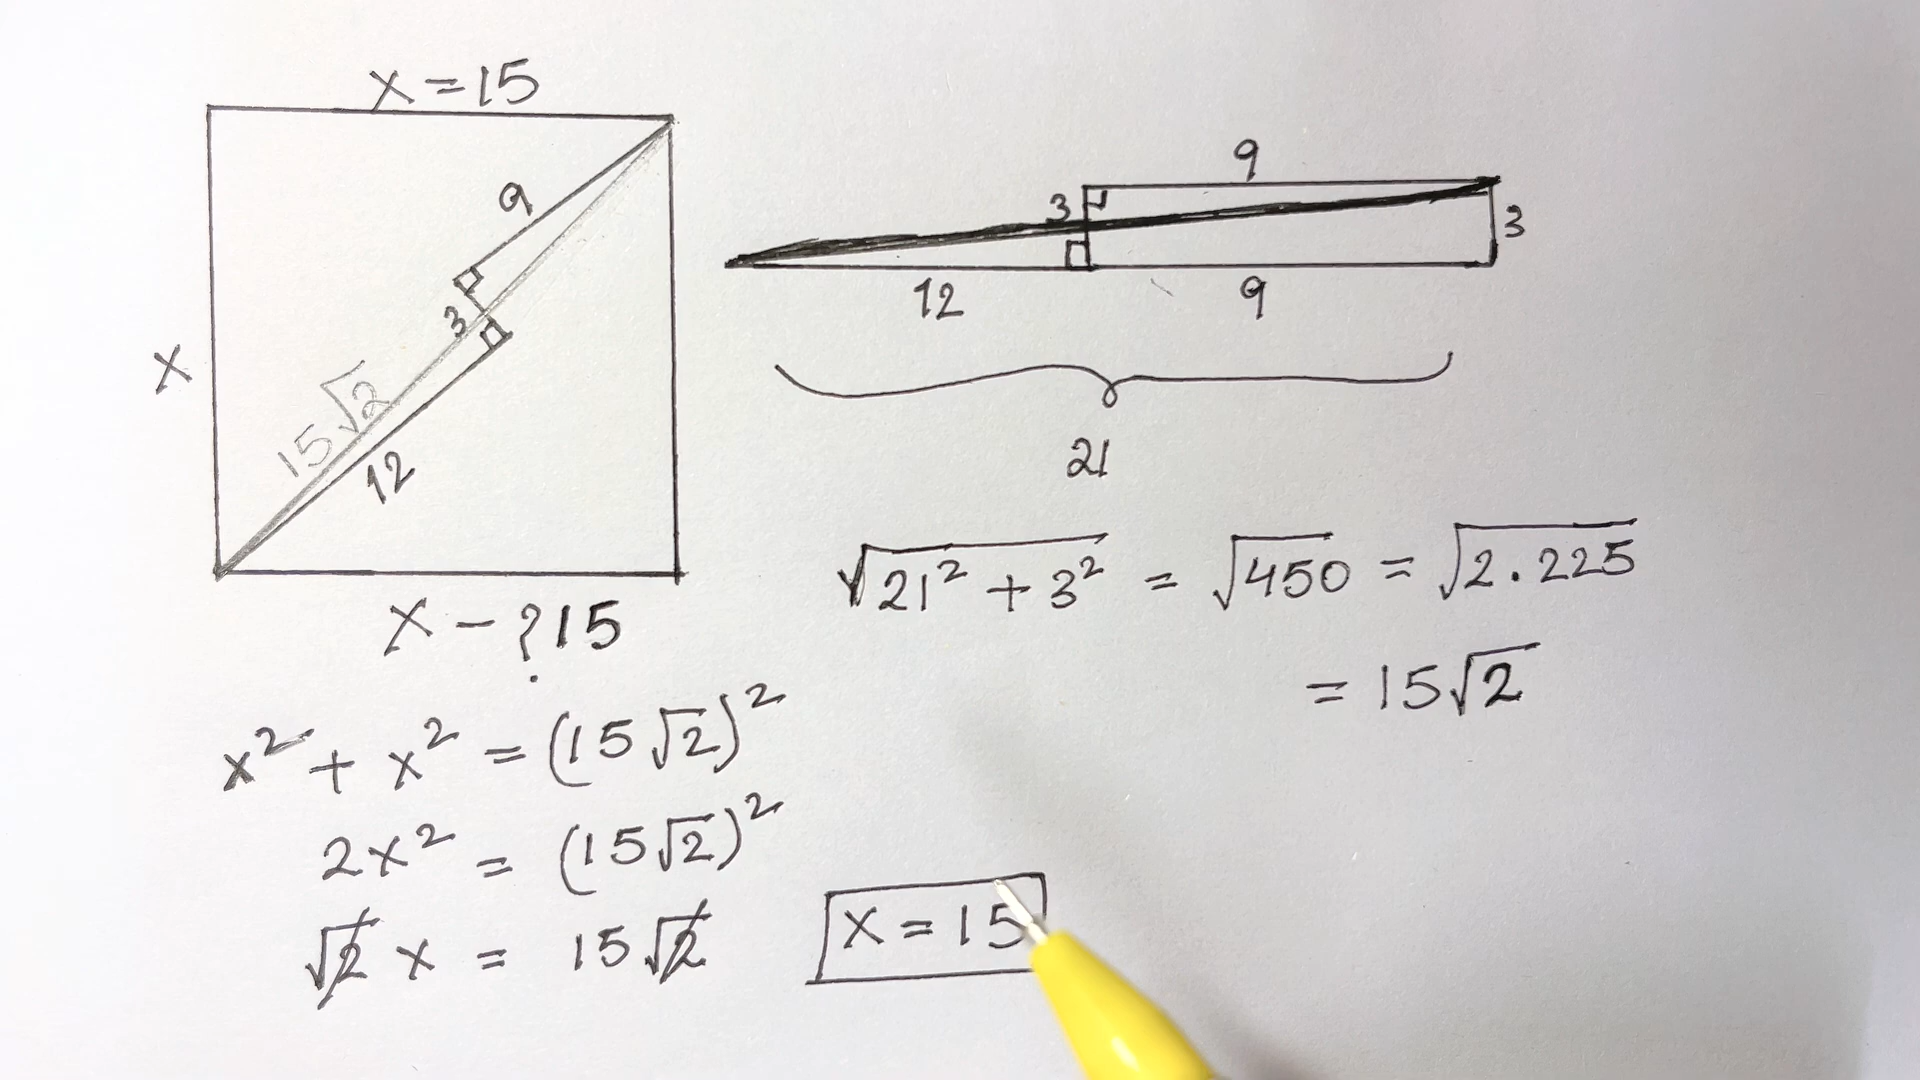 x = 15
9
3
15√2
12
x
x - ? 15
9
3
3
12
9
21
√(21² + 3²) = √450 = √(2·225)
= 15√2
x² + x² = (15√2)²
2x² = (15√2)²
√2 x = 15√2
x = 15